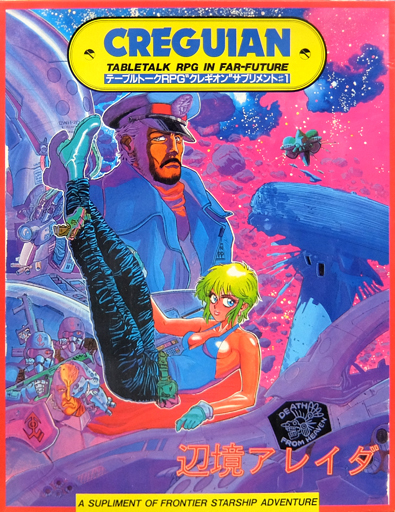 CREGUIAN
TABLETALK RPG IN FAR-FUTURE
テーブルトークRPG"クレギオン"サプリメント#1
DEATH
FROM HEAVEN
辺境アレイダ
A SUPLIMENT OF FRONTIER STARSHIP ADVENTURE